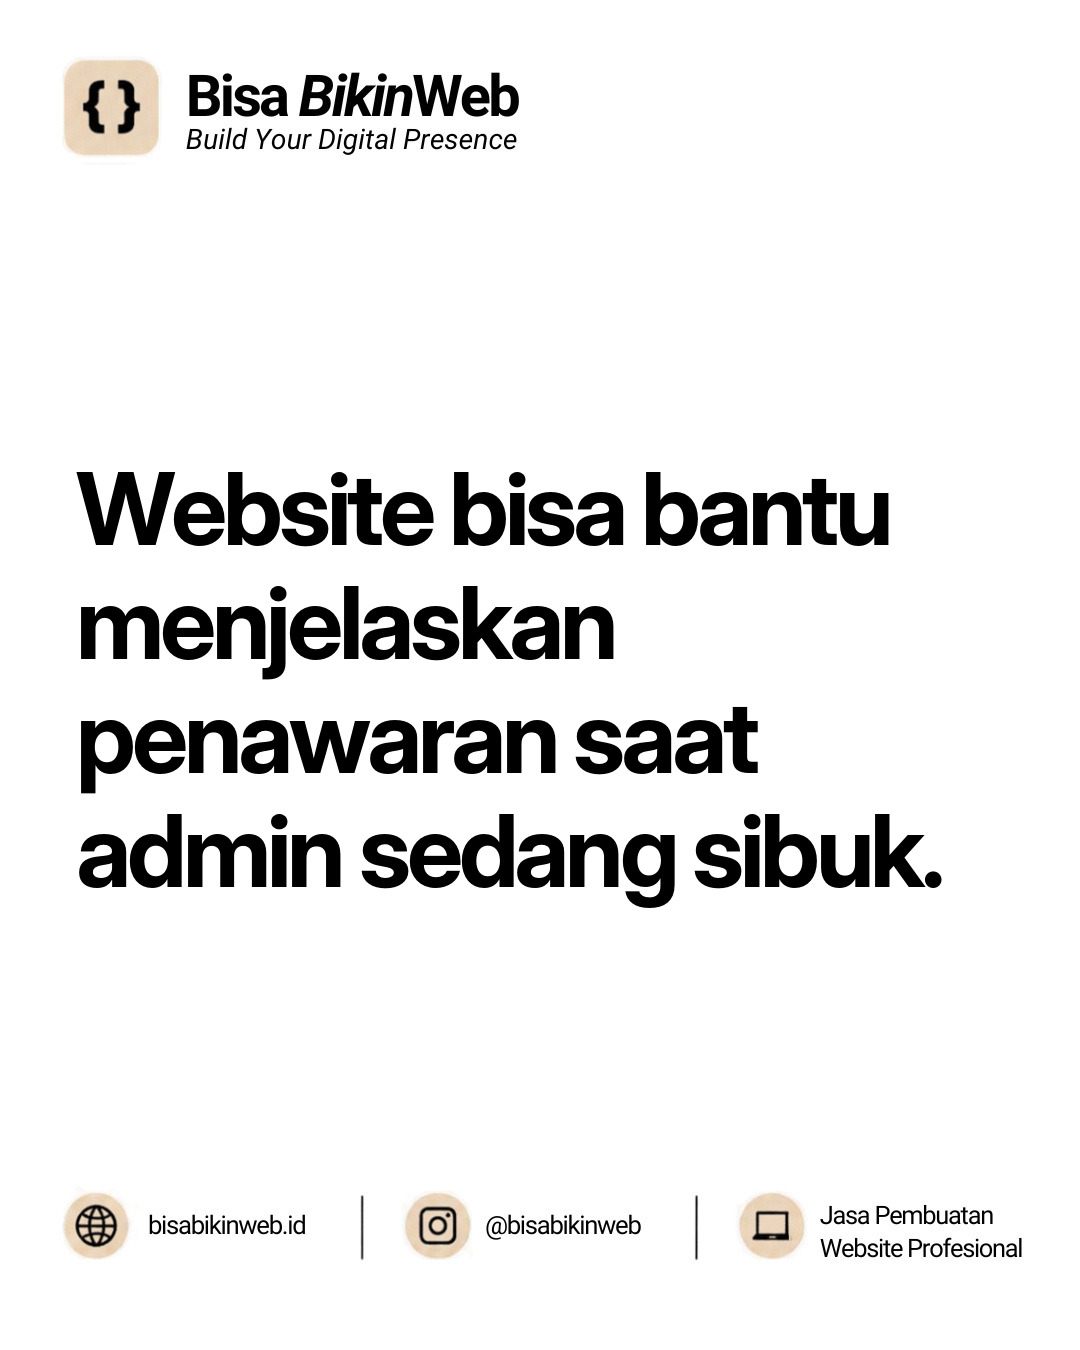 { }
Bisa BikinWeb
Build Your Digital Presence
Website bisa bantu
menjelaskan
penawaran saat
admin sedang sibuk.
bisabikinweb.id
@bisabikinweb
Jasa Pembuatan
Website Profesional